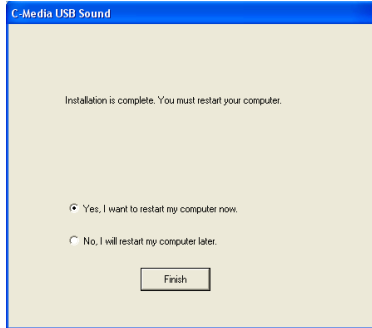 C-Media USB Sound
Installation is complete. You must restart your computer.
Yes, I want to restart my computer now.
No, I will restart my computer later.
Finish